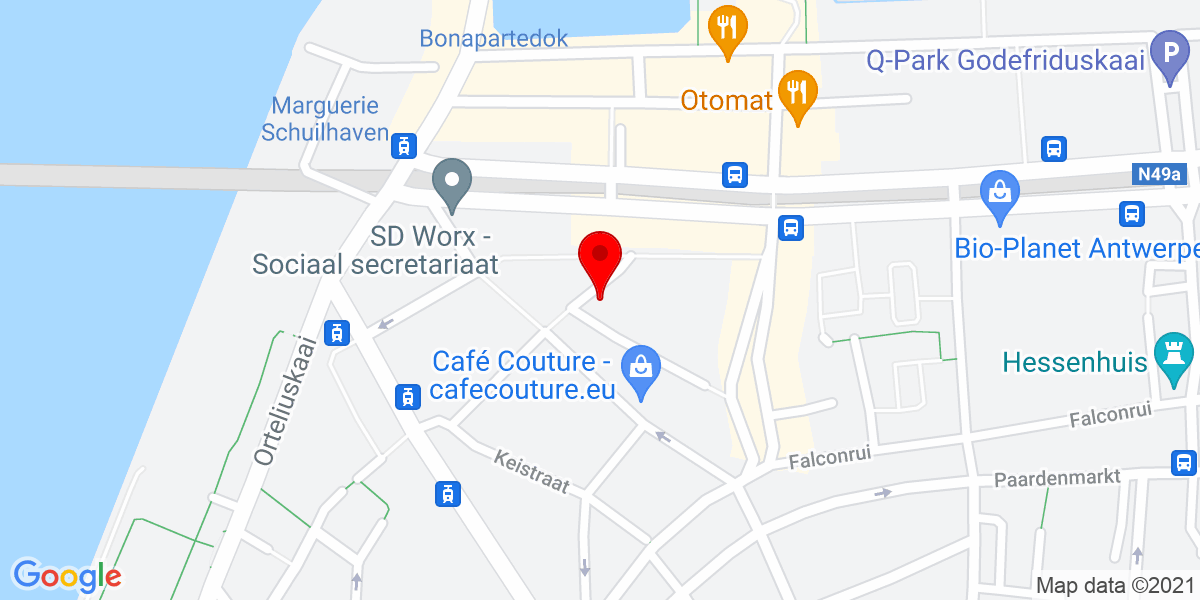 Bonapartedok
Q-Park Godefriduskaai
P
Otomat
Marguerie
Schuilhaven
N49a
SD Worx -
Sociaal secretariaat
Bio-Planet Antwerpe
Café Couture -
cafecouture.eu
Hessenhuis
Orteliuskaai
Falconrui
Falconrui
Keistraat
Paardenmarkt
Google
Map data ©2021